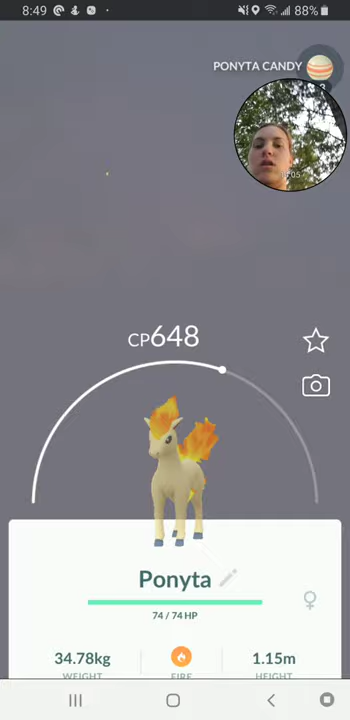 8:49 88%
PONYTA CANDY
CP648
Ponyta
74 / 74 HP
34.78kg 1.15m
WEIGHT FIRE HEIGHT